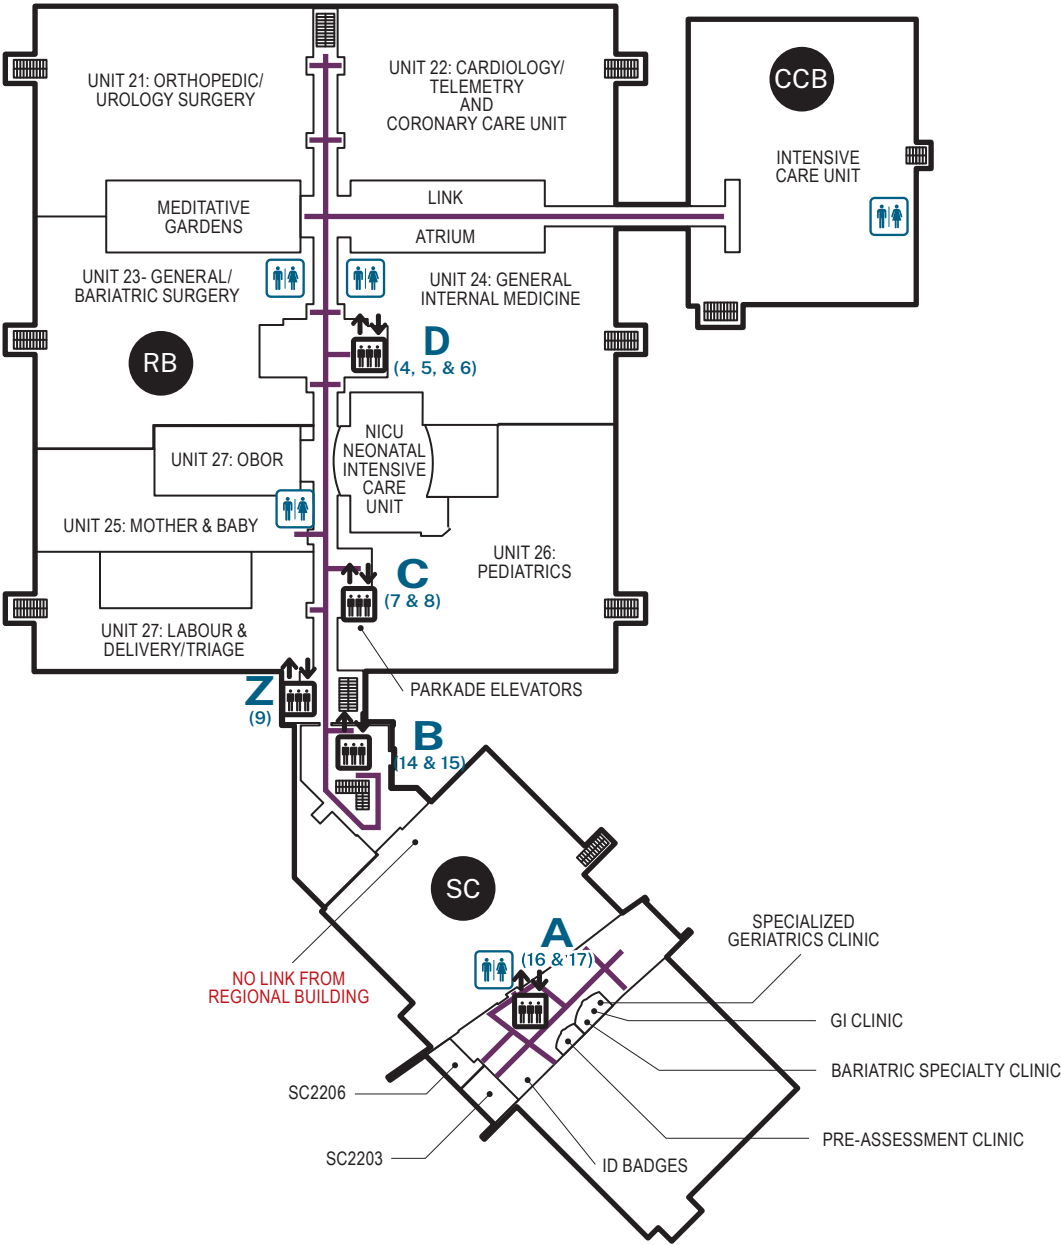 UNIT 21: ORTHOPEDIC/
UROLOGY SURGERY
UNIT 22: CARDIOLOGY/
TELEMETRY
AND
CORONARY CARE UNIT
CCB
INTENSIVE
CARE UNIT
MEDITATIVE
GARDENS
LINK
ATRIUM
UNIT 23- GENERAL/
BARIATRIC SURGERY
UNIT 24: GENERAL
INTERNAL MEDICINE
RB
D
(4, 5, & 6)
NICU
NEONATAL
INTENSIVE
CARE
UNIT
UNIT 27: OBOR
UNIT 25: MOTHER & BABY
UNIT 26:
PEDIATRICS
C
(7 & 8)
UNIT 27: LABOUR &
DELIVERY/TRIAGE
PARKADE ELEVATORS
Z
(9)
B
(14 & 15)
SC
NO LINK FROM
REGIONAL BUILDING
A
(16 & 17)
SPECIALIZED
GERIATRICS CLINIC
GI CLINIC
BARIATRIC SPECIALTY CLINIC
SC2206
PRE-ASSESSMENT CLINIC
SC2203
ID BADGES